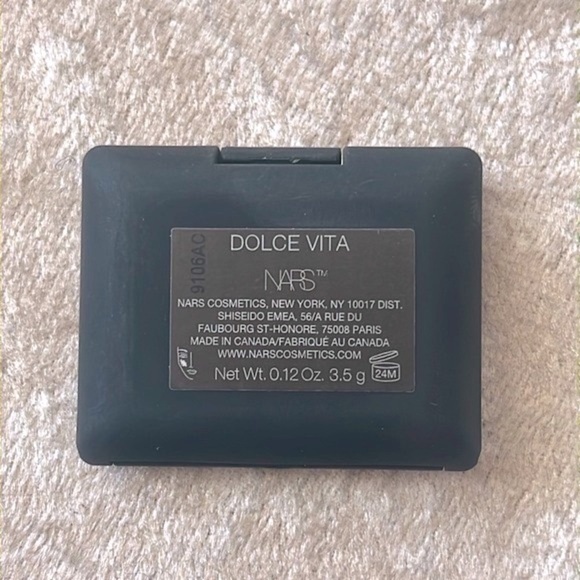 DOLCE VITA
9106AC
NARS™
NARS COSMETICS, NEW YORK, NY 10017 DIST.
SHISEIDO EMEA, 56/A RUE DU
FAUBOURG ST-HONORE, 75008 PARIS
MADE IN CANADA/FABRIQUÉ AU CANADA
WWW.NARSCOSMETICS.COM
Net Wt. 0.12 Oz. 3.5 g
24M